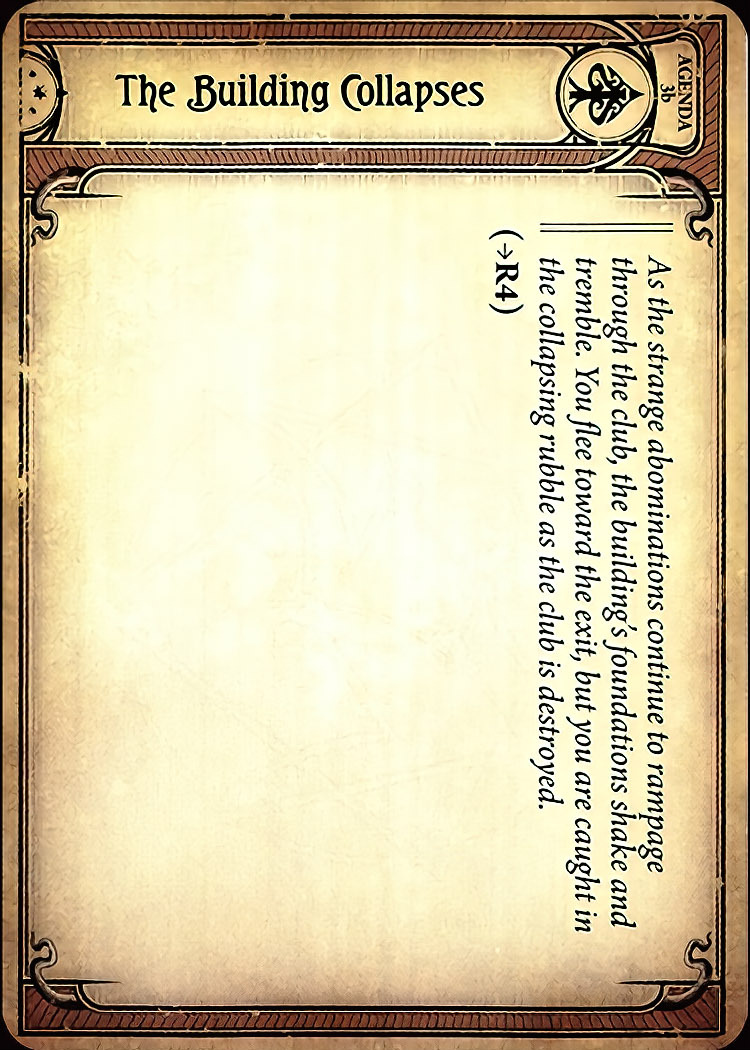 AGENDA
3b
The Building Collapses
As the strange abominations continue to rampage
through the club, the building's foundations shake and
tremble. You flee toward the exit, but you are caught in
the collapsing rubble as the club is destroyed.
(→R4)